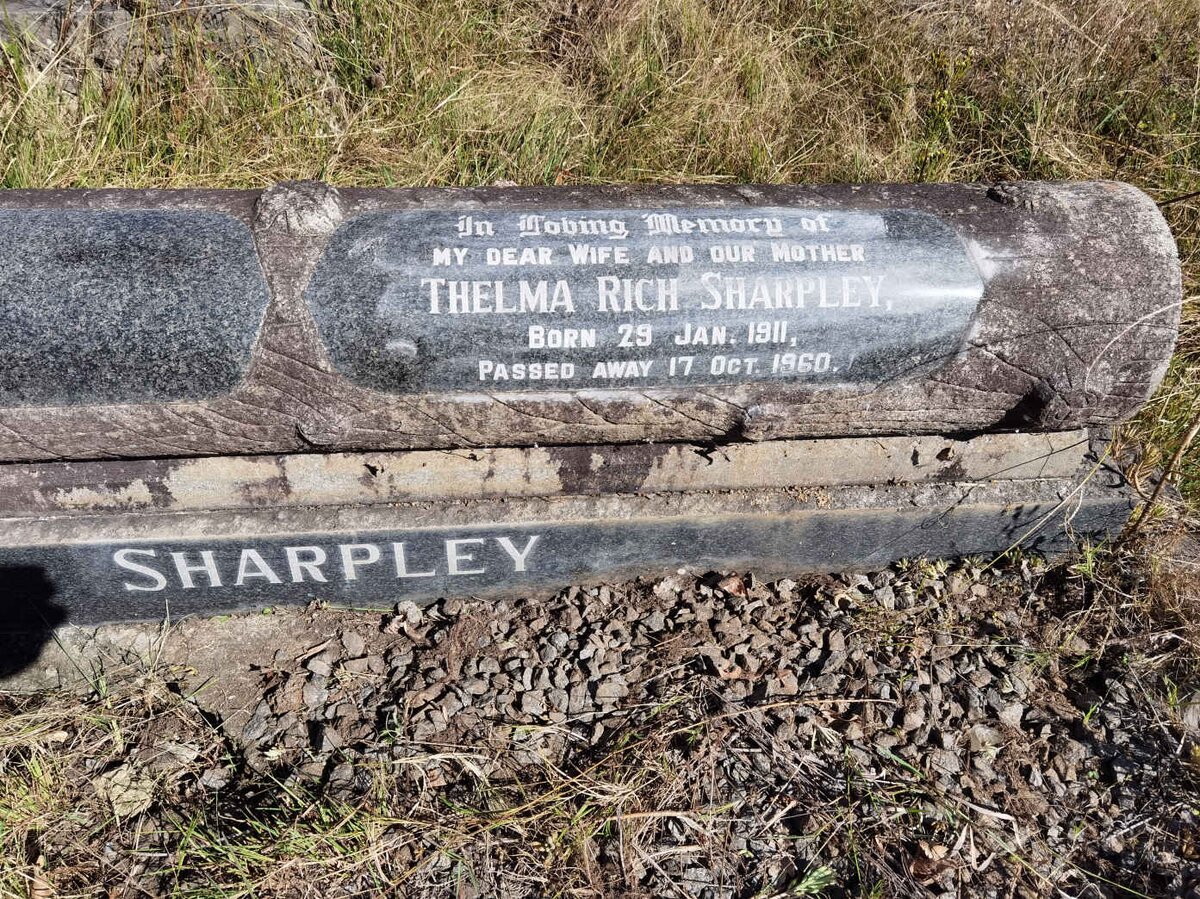 In Loving Memory of
MY DEAR WIFE AND OUR MOTHER
THELMA RICH SHARPLEY,
BORN 29 JAN. 1911,
PASSED AWAY 17 OCT. 1960.
SHARPLEY